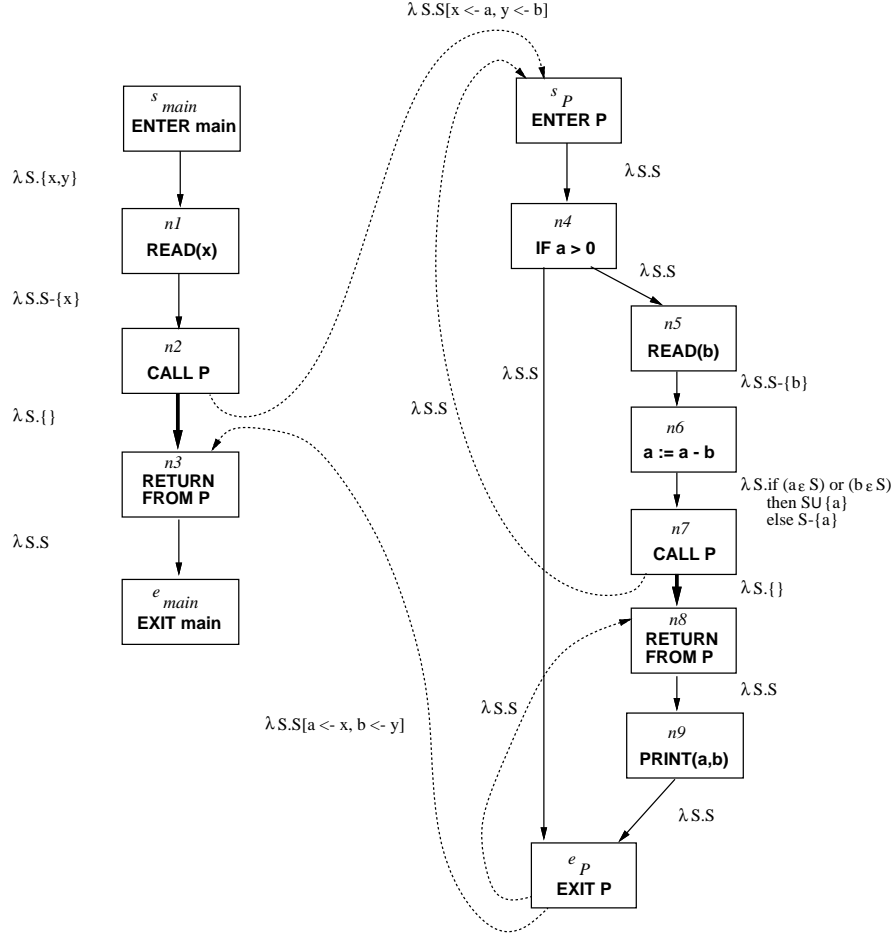 λ S.S[x <- a, y <- b]
s main
ENTER main
λ S.{x,y}
n1
READ(x)
λ S.S-{x}
n2
CALL P
λ S.{}
n3
RETURN
FROM P
λ S.S
e main
EXIT main
s P
ENTER P
λ S.S
n4
IF a > 0
λ S.S
n5
READ(b)
λ S.S
λ S.S-{b}
λ S.S
n6
a := a - b
λ S.if (a ε S) or (b ε S)
then S∪{a}
else S-{a}
n7
CALL P
λ S.{}
n8
RETURN
FROM P
λ S.S
λ S.S
λ S.S[a <- x, b <- y]
n9
PRINT(a,b)
λ S.S
e P
EXIT P